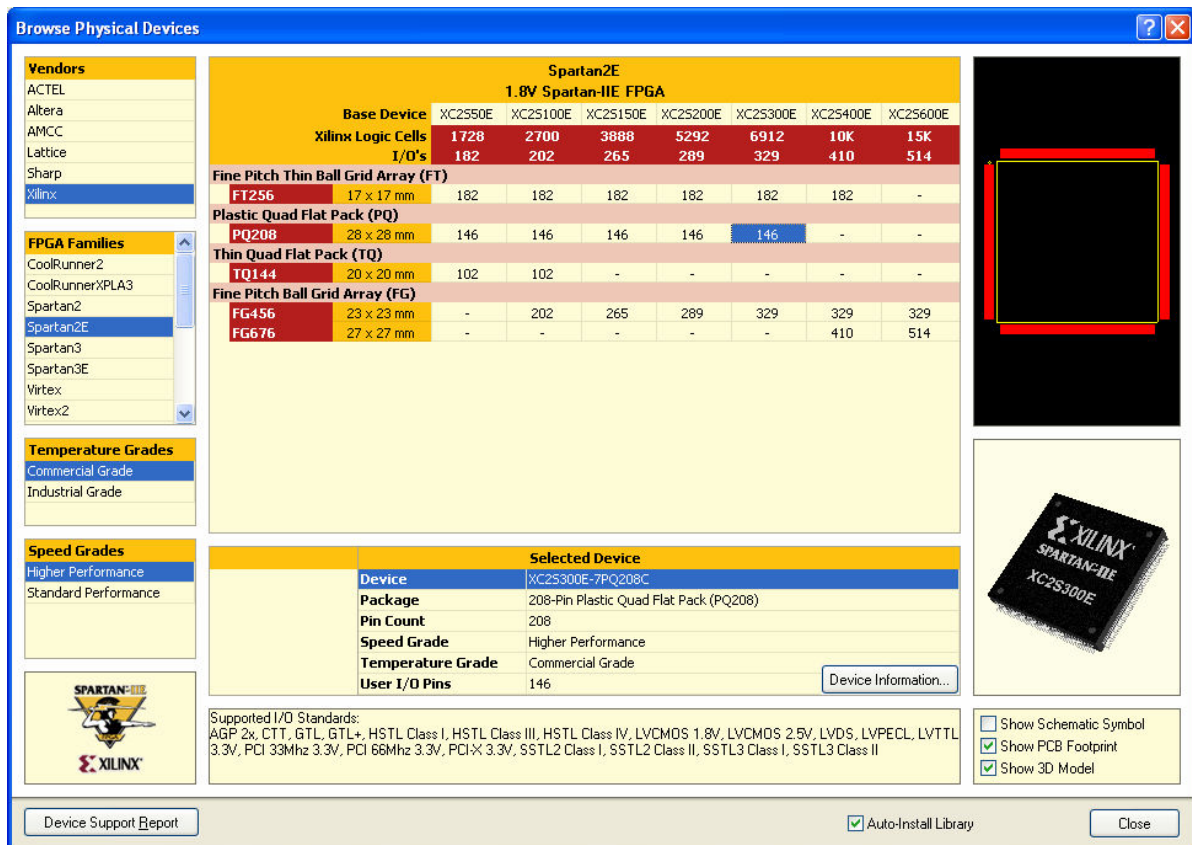 Browse Physical Devices
Vendors
ACTEL
Altera
AMCC
Lattice
Sharp
Xilinx
FPGA Families
CoolRunner2
CoolRunnerXPLA3
Spartan2
Spartan2E
Spartan3
Spartan3E
Virtex
Virtex2
Temperature Grades
Commercial Grade
Industrial Grade
Speed Grades
Higher Performance
Standard Performance
SPARTAN-IIE
XILINX
Spartan2E
1.8V Spartan-IIE FPGA
Base Device XC2S50E XC2S100E XC2S150E XC2S200E XC2S300E XC2S400E XC2S600E
Xilinx Logic Cells 1728 2700 3888 5292 6912 10K 15K
I/O's 182 202 265 289 329 410 514
Fine Pitch Thin Ball Grid Array (FT)
FT256 17 x 17 mm 182 182 182 182 182 182 -
Plastic Quad Flat Pack (PQ)
PQ208 28 x 28 mm 146 146 146 146 146 - -
Thin Quad Flat Pack (TQ)
TQ144 20 x 20 mm 102 102 - - - - -
Fine Pitch Ball Grid Array (FG)
FG456 23 x 23 mm - 202 265 289 329 329 329
FG676 27 x 27 mm - - - - - 410 514
Selected Device
Device XC2S300E-7PQ208C
Package 208-Pin Plastic Quad Flat Pack (PQ208)
Pin Count 208
Speed Grade Higher Performance
Temperature Grade Commercial Grade
User I/O Pins 146
Device Information...
Supported I/O Standards:
AGP 2x, CTT, GTL, GTL+, HSTL Class I, HSTL Class III, HSTL Class IV, LVCMOS 1.8V, LVCMOS 2.5V, LVDS, LVPECL, LVTTL
3.3V, PCI 33Mhz 3.3V, PCI 66Mhz 3.3V, PCI-X 3.3V, SSTL2 Class I, SSTL2 Class II, SSTL3 Class I, SSTL3 Class II
XILINX
SPARTAN-IIE
XC2S300E
Show Schematic Symbol
Show PCB Footprint
Show 3D Model
Device Support Report
Auto-Install Library
Close